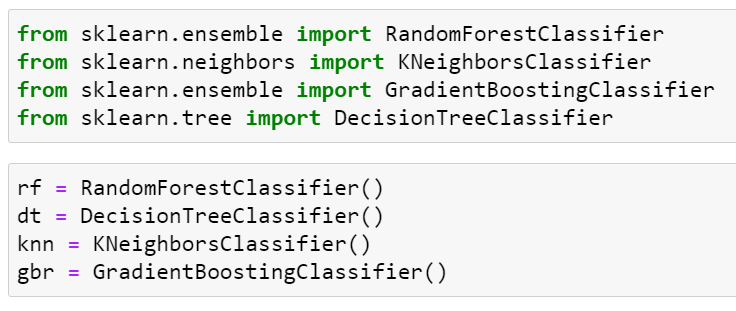 from sklearn.ensemble import RandomForestClassifier
from sklearn.neighbors import KNeighborsClassifier
from sklearn.ensemble import GradientBoostingClassifier
from sklearn.tree import DecisionTreeClassifier
rf = RandomForestClassifier()
dt = DecisionTreeClassifier()
knn = KNeighborsClassifier()
gbr = GradientBoostingClassifier()